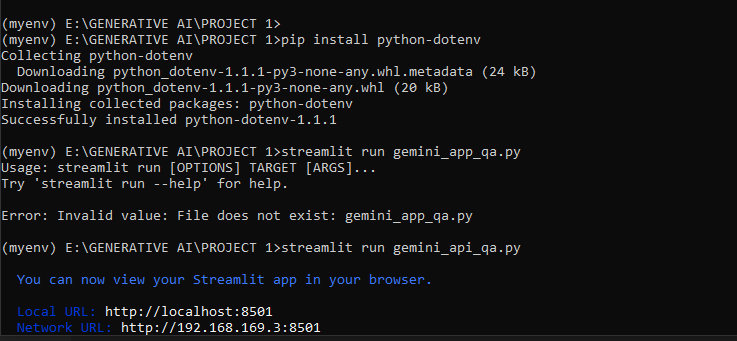 (myenv) E:\GENERATIVE AI\PROJECT 1>
(myenv) E:\GENERATIVE AI\PROJECT 1>pip install python-dotenv
Collecting python-dotenv
  Downloading python_dotenv-1.1.1-py3-none-any.whl.metadata (24 kB)
Downloading python_dotenv-1.1.1-py3-none-any.whl (20 kB)
Installing collected packages: python-dotenv
Successfully installed python-dotenv-1.1.1
(myenv) E:\GENERATIVE AI\PROJECT 1>streamlit run gemini_app_qa.py
Usage: streamlit run [OPTIONS] TARGET [ARGS]...
Try 'streamlit run --help' for help.
Error: Invalid value: File does not exist: gemini_app_qa.py
(myenv) E:\GENERATIVE AI\PROJECT 1>streamlit run gemini_api_qa.py
  You can now view your Streamlit app in your browser.
  Local URL: http://localhost:8501
  Network URL: http://192.168.169.3:8501